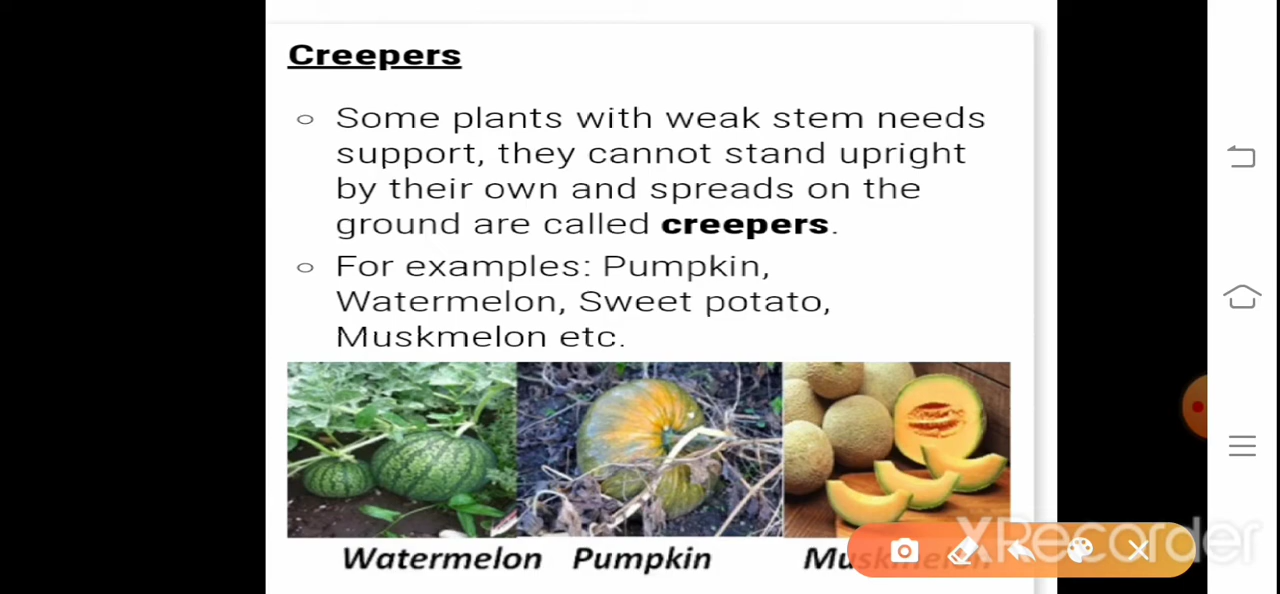 Creepers
Some plants with weak stem needs
support, they cannot stand upright
by their own and spreads on the
ground are called creepers.
For examples: Pumpkin,
Watermelon, Sweet potato,
Muskmelon etc.
Watermelon Pumpkin Muskmelon
XRecorder